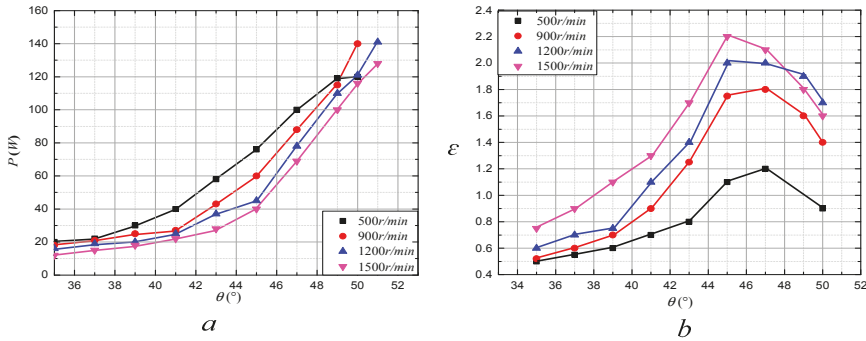 160
140
120
100
80
60
40
20
0
P (W)
36 38 40 42 44 46 48 50 52
θ (°)
500r/min
900r/min
1200r/min
1500r/min
a
2.6
2.4
2.2
2.0
1.8
1.6
1.4
1.2
1.0
0.8
0.6
0.4
ε
34 36 38 40 42 44 46 48 50 52
θ (°)
500r/min
900r/min
1200r/min
1500r/min
b